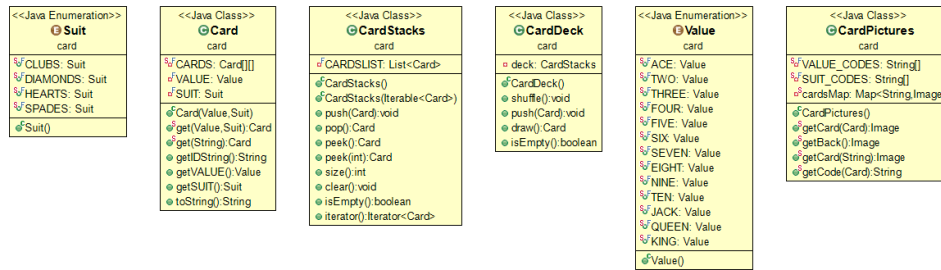 <<Java Enumeration>>
Suit
card
CLUBS: Suit
DIAMONDS: Suit
HEARTS: Suit
SPADES: Suit
Suit()
<<Java Class>>
Card
card
CARDS: Card[][]
VALUE: Value
SUIT: Suit
Card(Value,Suit)
get(Value,Suit):Card
get(String):Card
getIDString():String
getVALUE():Value
getSUIT():Suit
toString():String
<<Java Class>>
CardStacks
card
CARDSLIST: List<Card>
CardStacks()
CardStacks(Iterable<Card>)
push(Card):void
pop():Card
peek():Card
peek(int):Card
size():int
clear():void
isEmpty():boolean
iterator():Iterator<Card>
<<Java Class>>
CardDeck
card
deck: CardStacks
CardDeck()
shuffle():void
push(Card):void
draw():Card
isEmpty():boolean
<<Java Enumeration>>
Value
card
ACE: Value
TWO: Value
THREE: Value
FOUR: Value
FIVE: Value
SIX: Value
SEVEN: Value
EIGHT: Value
NINE: Value
TEN: Value
JACK: Value
QUEEN: Value
KING: Value
Value()
<<Java Class>>
CardPictures
card
VALUE_CODES: String[]
SUIT_CODES: String[]
cardsMap: Map<String,Image>
CardPictures()
getCard(Card):Image
getBack():Image
getCard(String):Image
getCode(Card):String